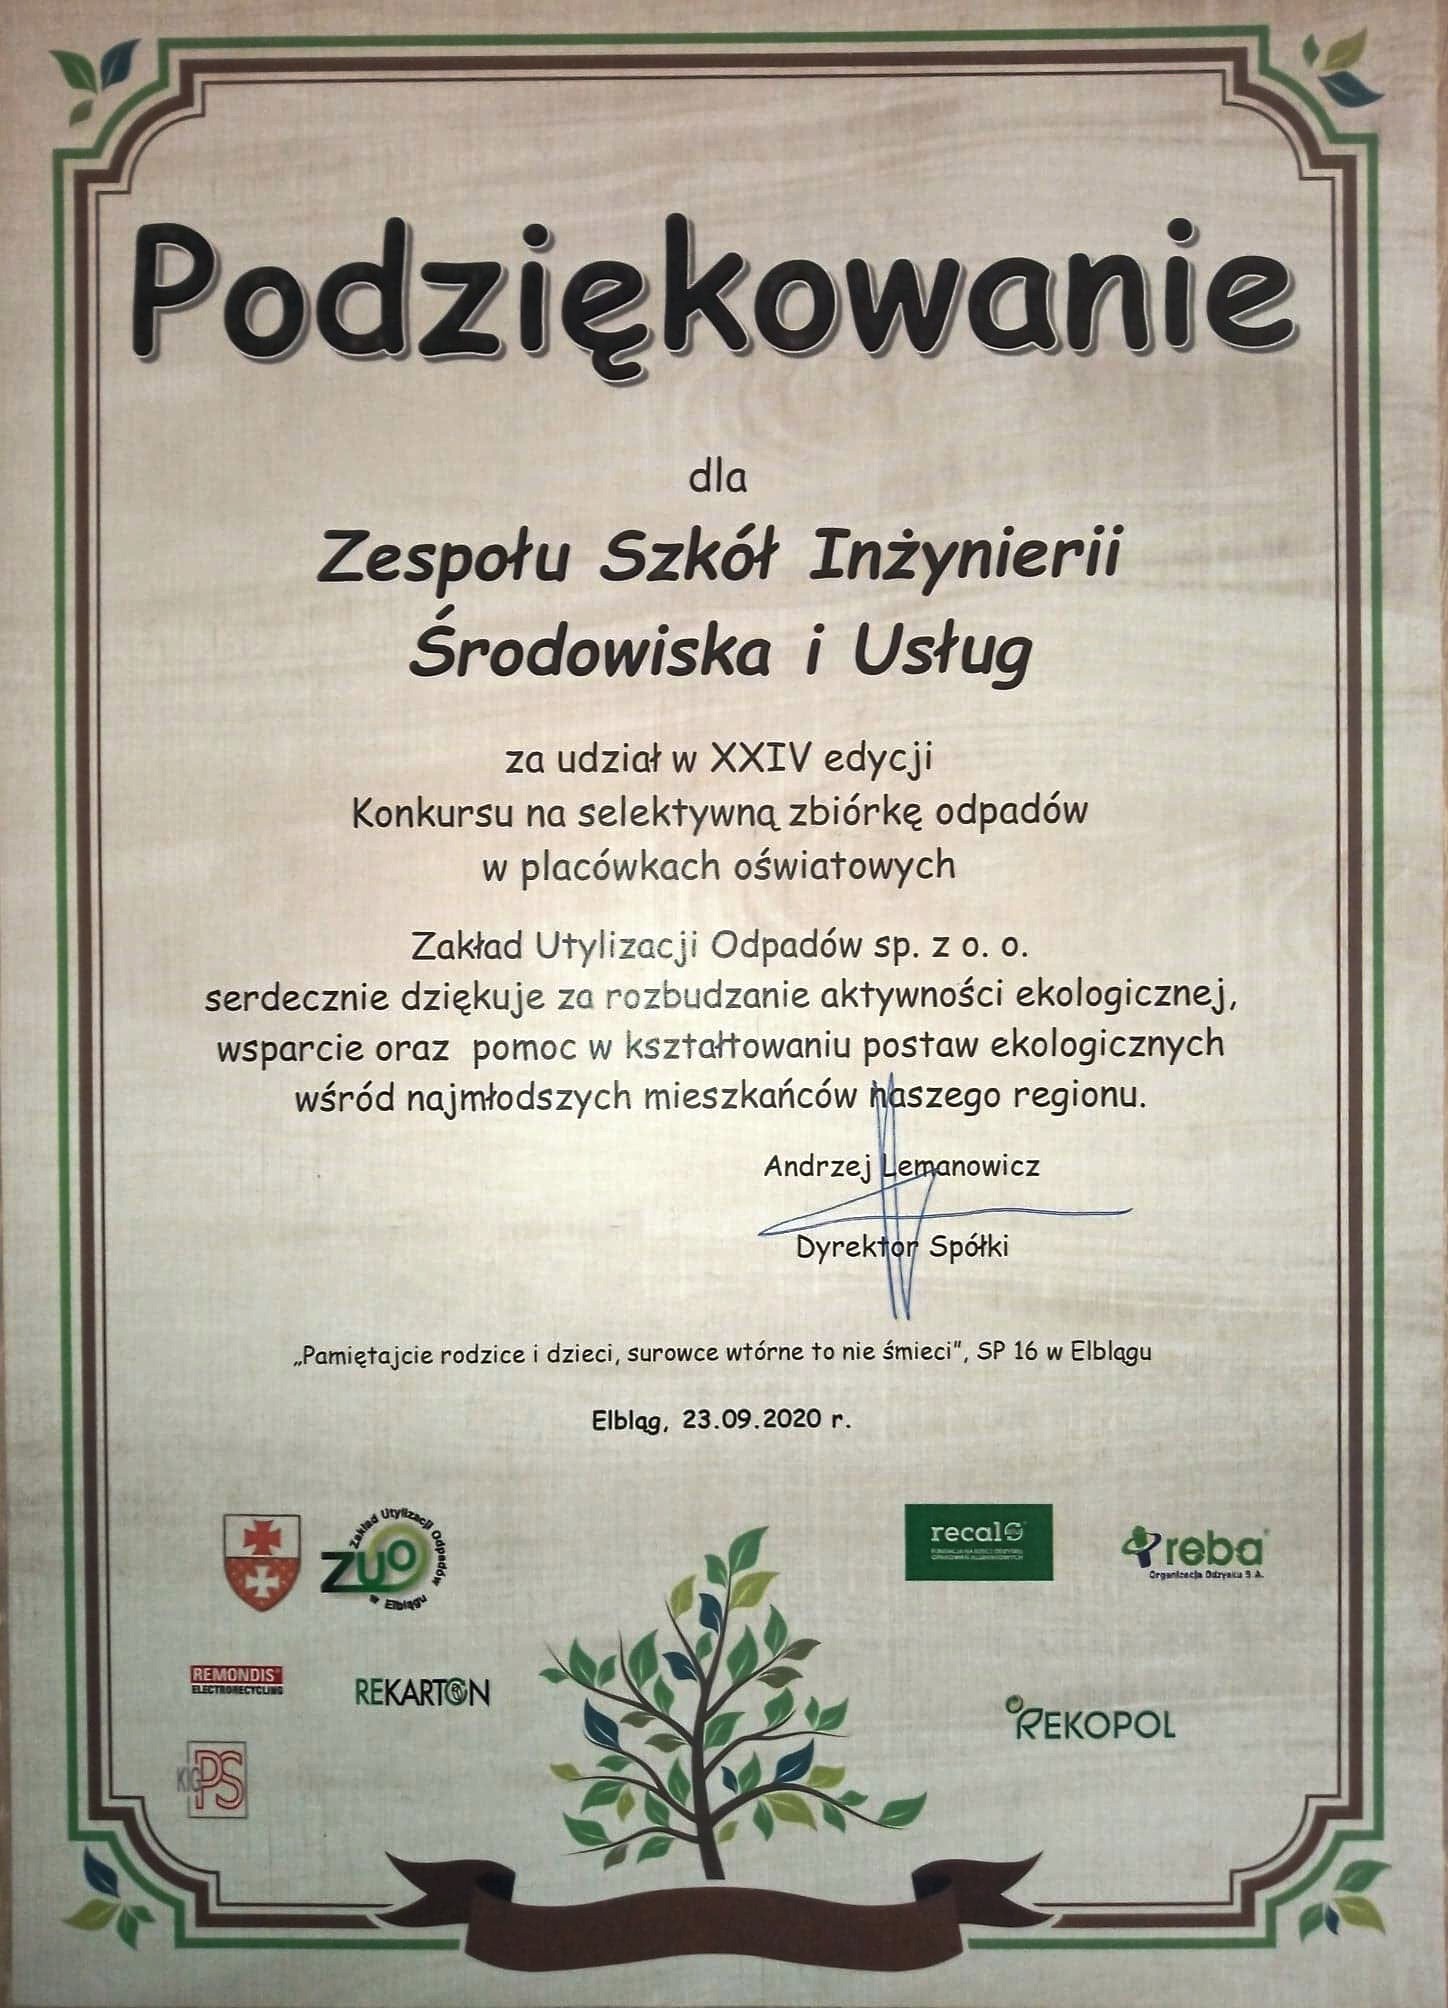 Podziękowanie
dla
Zespołu Szkół Inżynierii
Środowiska i Usług
za udział w XXIV edycji
Konkursu na selektywną zbiórkę odpadów
w placówkach oświatowych
Zakład Utylizacji Odpadów sp. z o. o.
serdecznie dziękuje za rozbudzanie aktywności ekologicznej,
wsparcie oraz pomoc w kształtowaniu postaw ekologicznych
wśród najmłodszych mieszkańców naszego regionu.
Andrzej Lemanowicz
Dyrektor Spółki
„Pamiętajcie rodzice i dzieci, surowce wtórne to nie śmieci", SP 16 w Elblągu
Elbląg, 23.09.2020 r.
Zakład Utylizacji Odpadów
ZUO
w Elblągu
recal
reba
Organizacja Odzysku S.A.
REMONDIS
ELECTRORECYCLING
REKARTON
REKOPOL
KIG PS